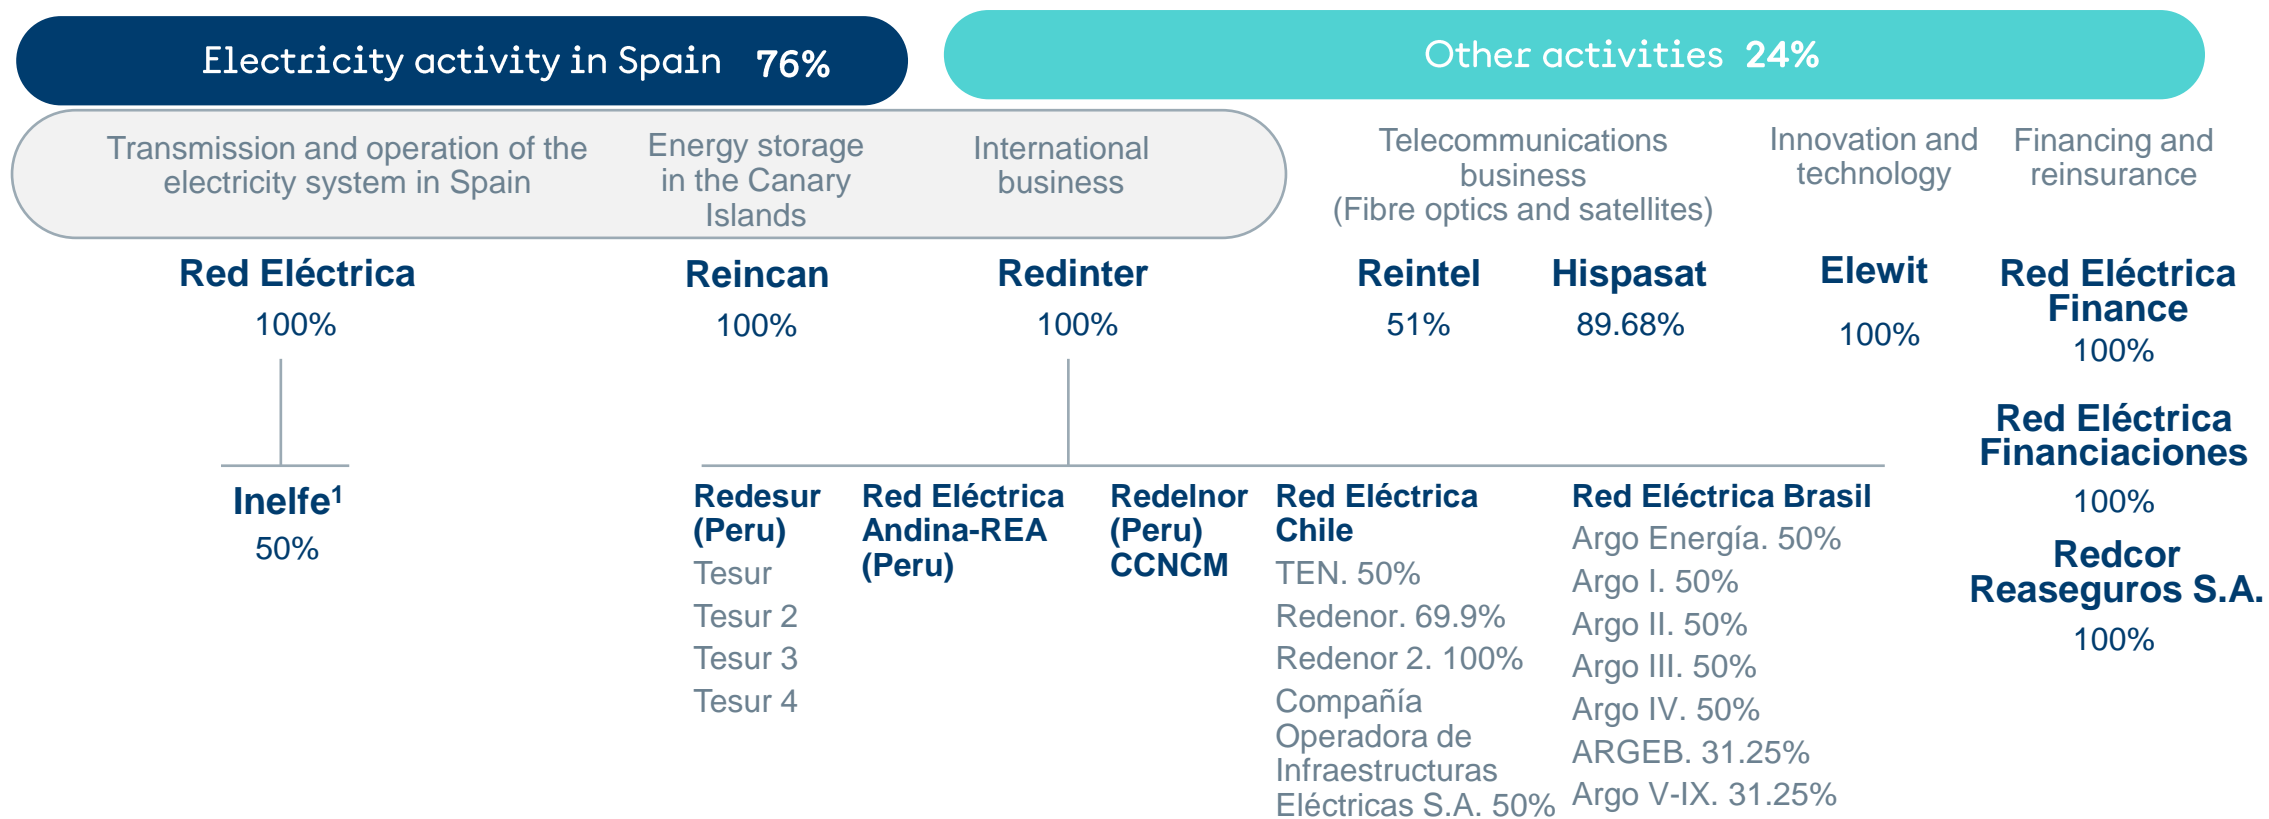 Electricity activity in Spain 76%
Other activities 24%
Transmission and operation of the
electricity system in Spain
Energy storage
in the Canary
Islands
International
business
Telecommunications
business
(Fibre optics and satellites)
Innovation and
technology
Financing and
reinsurance
Red Eléctrica
100%
Reincan
100%
Redinter
100%
Reintel
51%
Hispasat
89.68%
Elewit
100%
Red Eléctrica
Finance
100%
Red Eléctrica
Financiaciones
100%
Redcor
Reaseguros S.A.
100%
Inelfe¹
50%
Redesur
(Peru)
Tesur
Tesur 2
Tesur 3
Tesur 4
Red Eléctrica
Andina-REA
(Peru)
Redelnor
(Peru)
CCNCM
Red Eléctrica
Chile
TEN. 50%
Redenor. 69.9%
Redenor 2. 100%
Compañía
Operadora de
Infraestructuras
Eléctricas S.A. 50%
Red Eléctrica Brasil
Argo Energía. 50%
Argo I. 50%
Argo II. 50%
Argo III. 50%
Argo IV. 50%
ARGEB. 31.25%
Argo V-IX. 31.25%